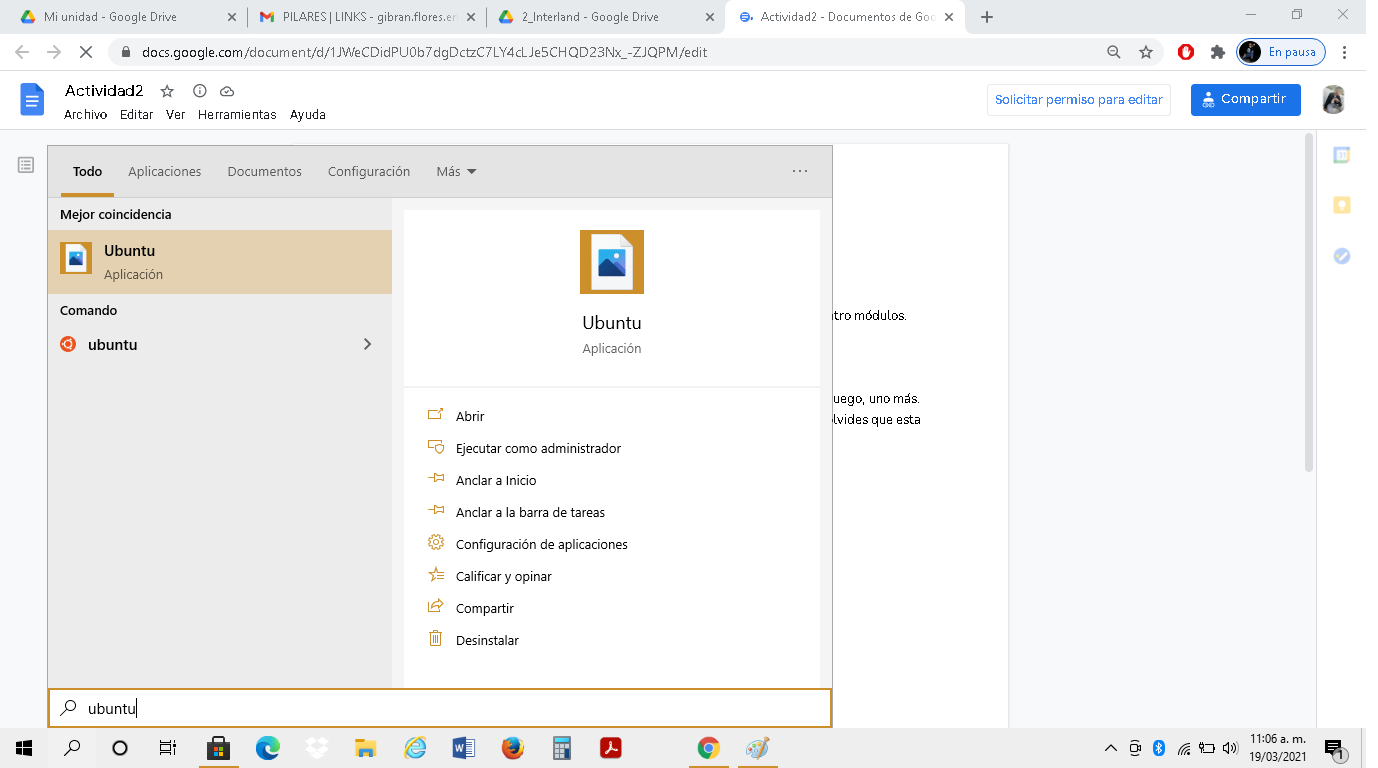 Mi unidad - Google Drive
PILARES | LINKS - gibran.flores.e
2_Interland - Google Drive
Actividad2 - Documentos de Goo
docs.google.com/document/d/1JWeCDidPU0b7dgDctzC7LY4cLJe5CHQD23Nx_-ZJQPM/edit
En pausa
Actividad2
Solicitar permiso para editar
Compartir
Archivo Editar Ver Herramientas Ayuda
Todo Aplicaciones Documentos Configuración Más
Mejor coincidencia
Ubuntu
Aplicación
Comando
ubuntu
Ubuntu
Aplicación
Abrir
Ejecutar como administrador
Anclar a Inicio
Anclar a la barra de tareas
Configuración de aplicaciones
Calificar y opinar
Compartir
Desinstalar
tro módulos.
uego, uno más.
lvides que esta
31
ubuntu
11:06 a. m.
19/03/2021
1